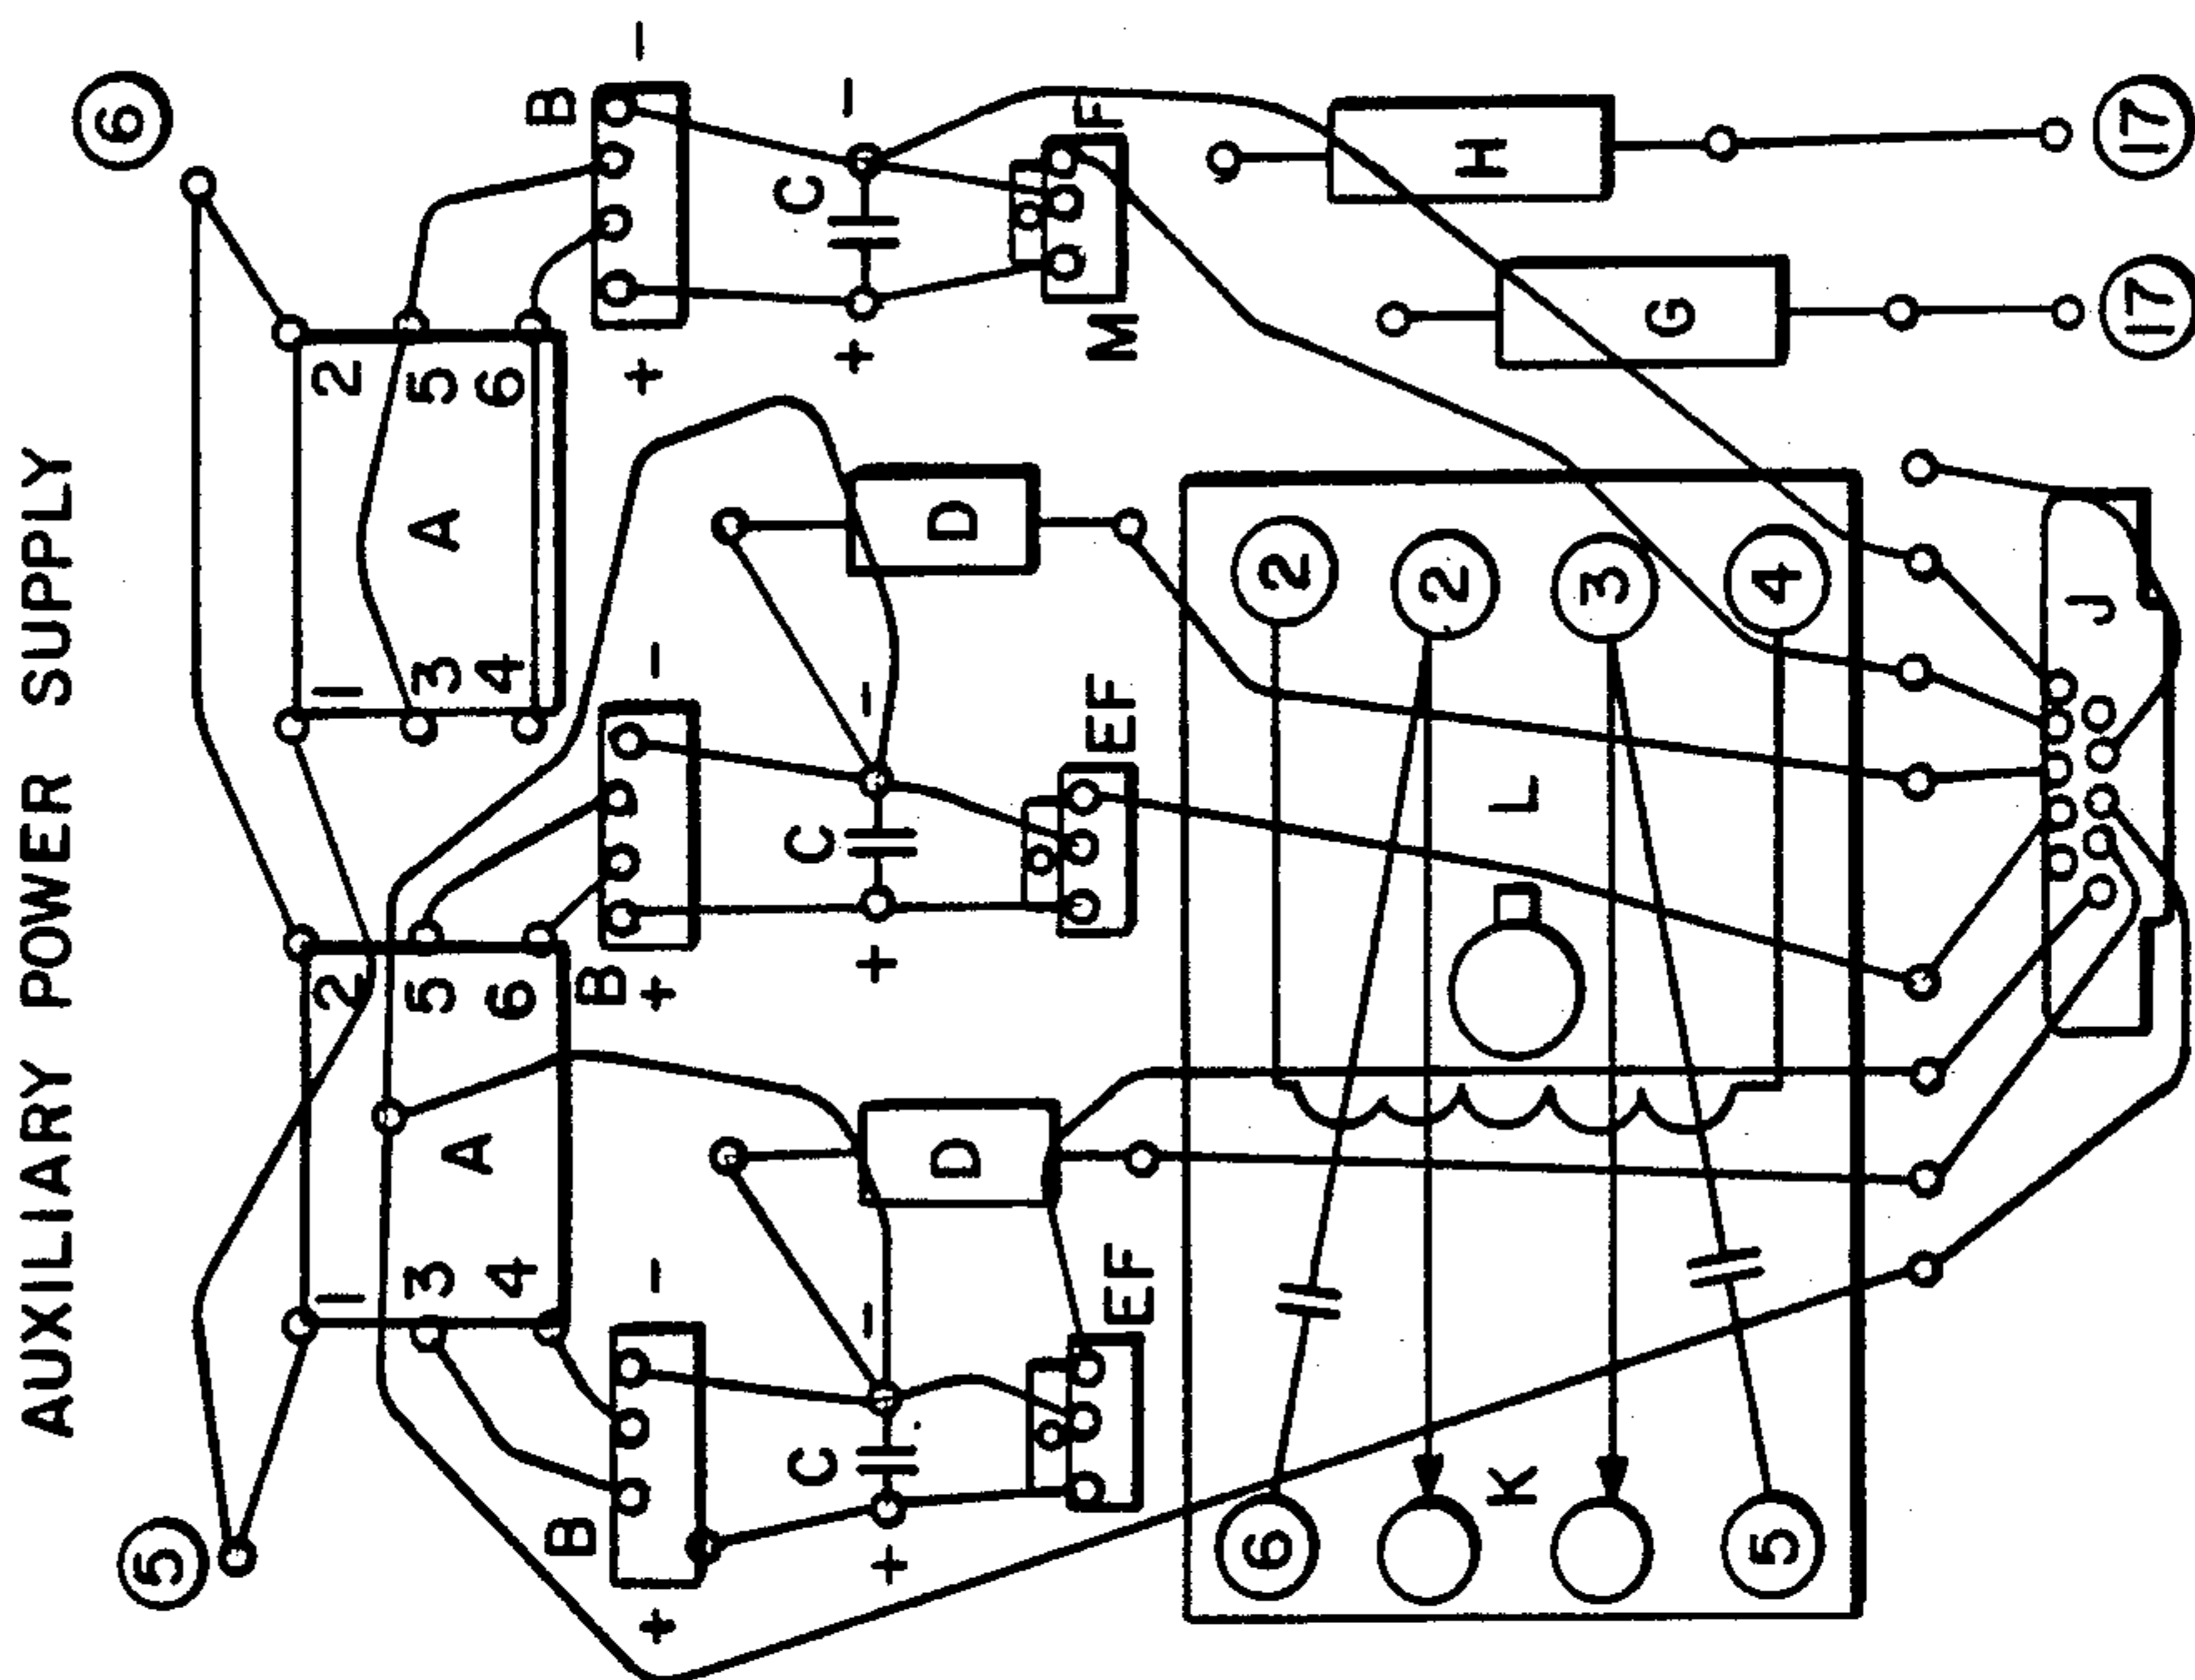 AUXILIARY POWER SUPPLY
5 6
1 2 1 2
3 A 5 3 A 5
4 6 4 6
B B B
+ - + - + -
C C C
+ - + - + -
D D
EF EF M F
6 2
2
K L H
3 G
5 4
J
17 17